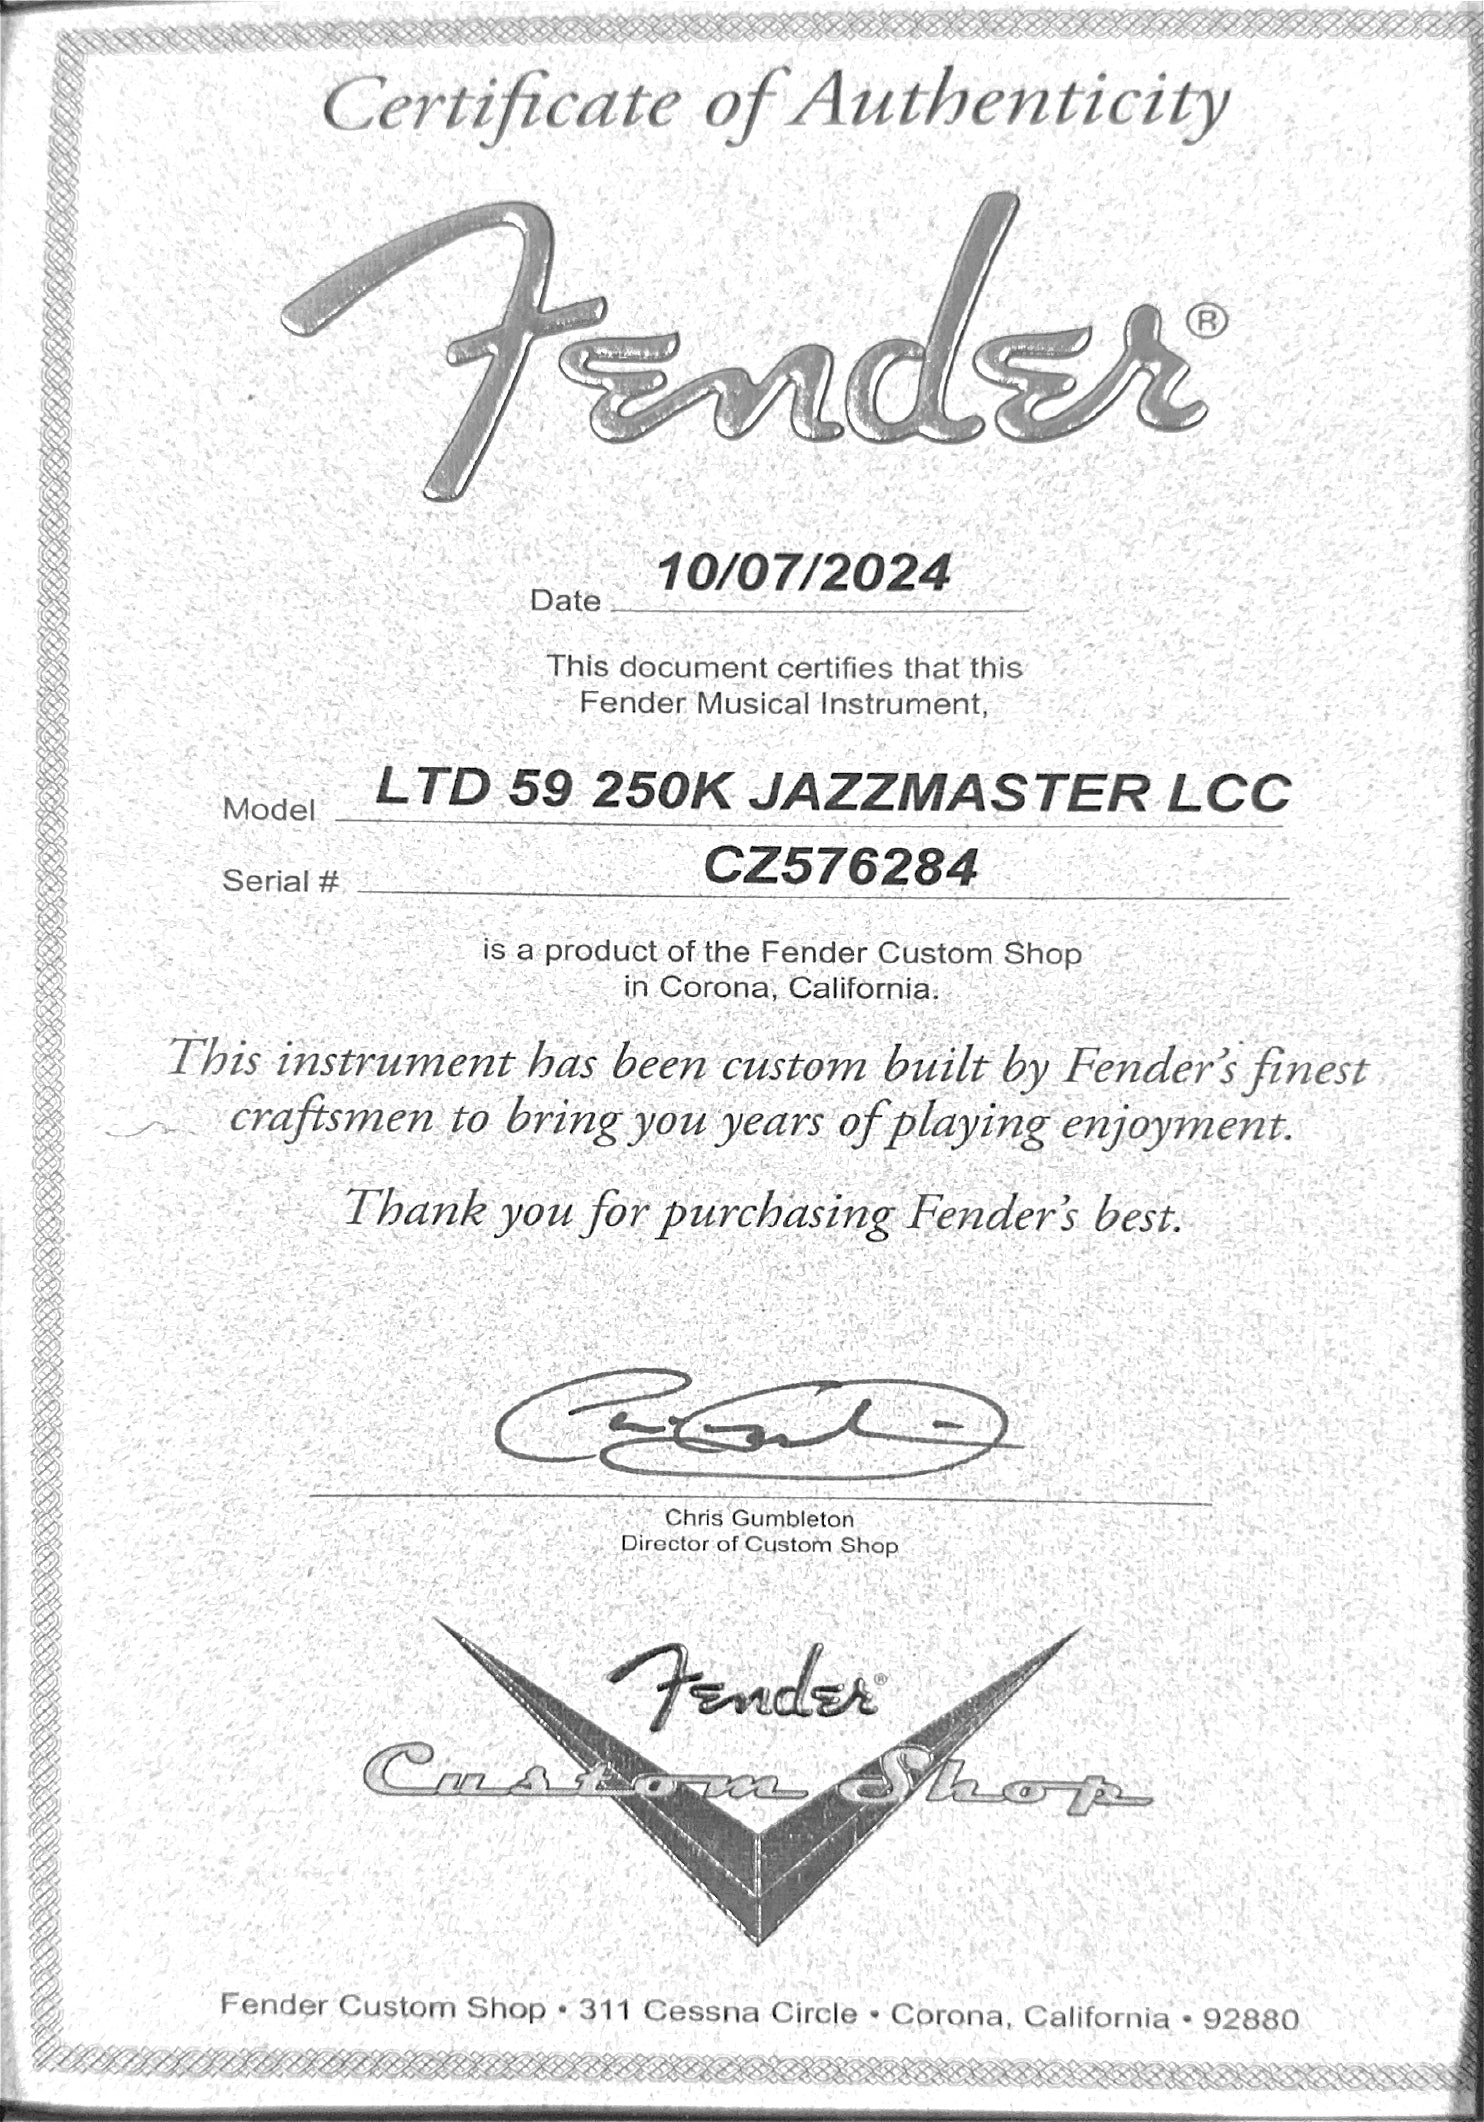 Certificate of Authenticity
Fender®
Date 10/07/2024
This document certifies that this
Fender Musical Instrument,
Model LTD 59 250K JAZZMASTER LCC
Serial # CZ576284
is a product of the Fender Custom Shop
in Corona, California.
This instrument has been custom built by Fender's finest
craftsmen to bring you years of playing enjoyment.
Thank you for purchasing Fender's best.
Chris Gumbleton
Director of Custom Shop
Fender®
Custom Shop
Fender Custom Shop • 311 Cessna Circle • Corona, California • 92880